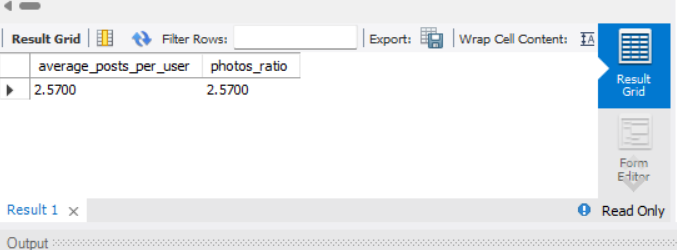 Result Grid Filter Rows: Export: Wrap Cell Content: IA
average_posts_per_user photos_ratio
2.5700 2.5700
Result
Grid
Form
Editor
Result 1 x
Read Only
Output